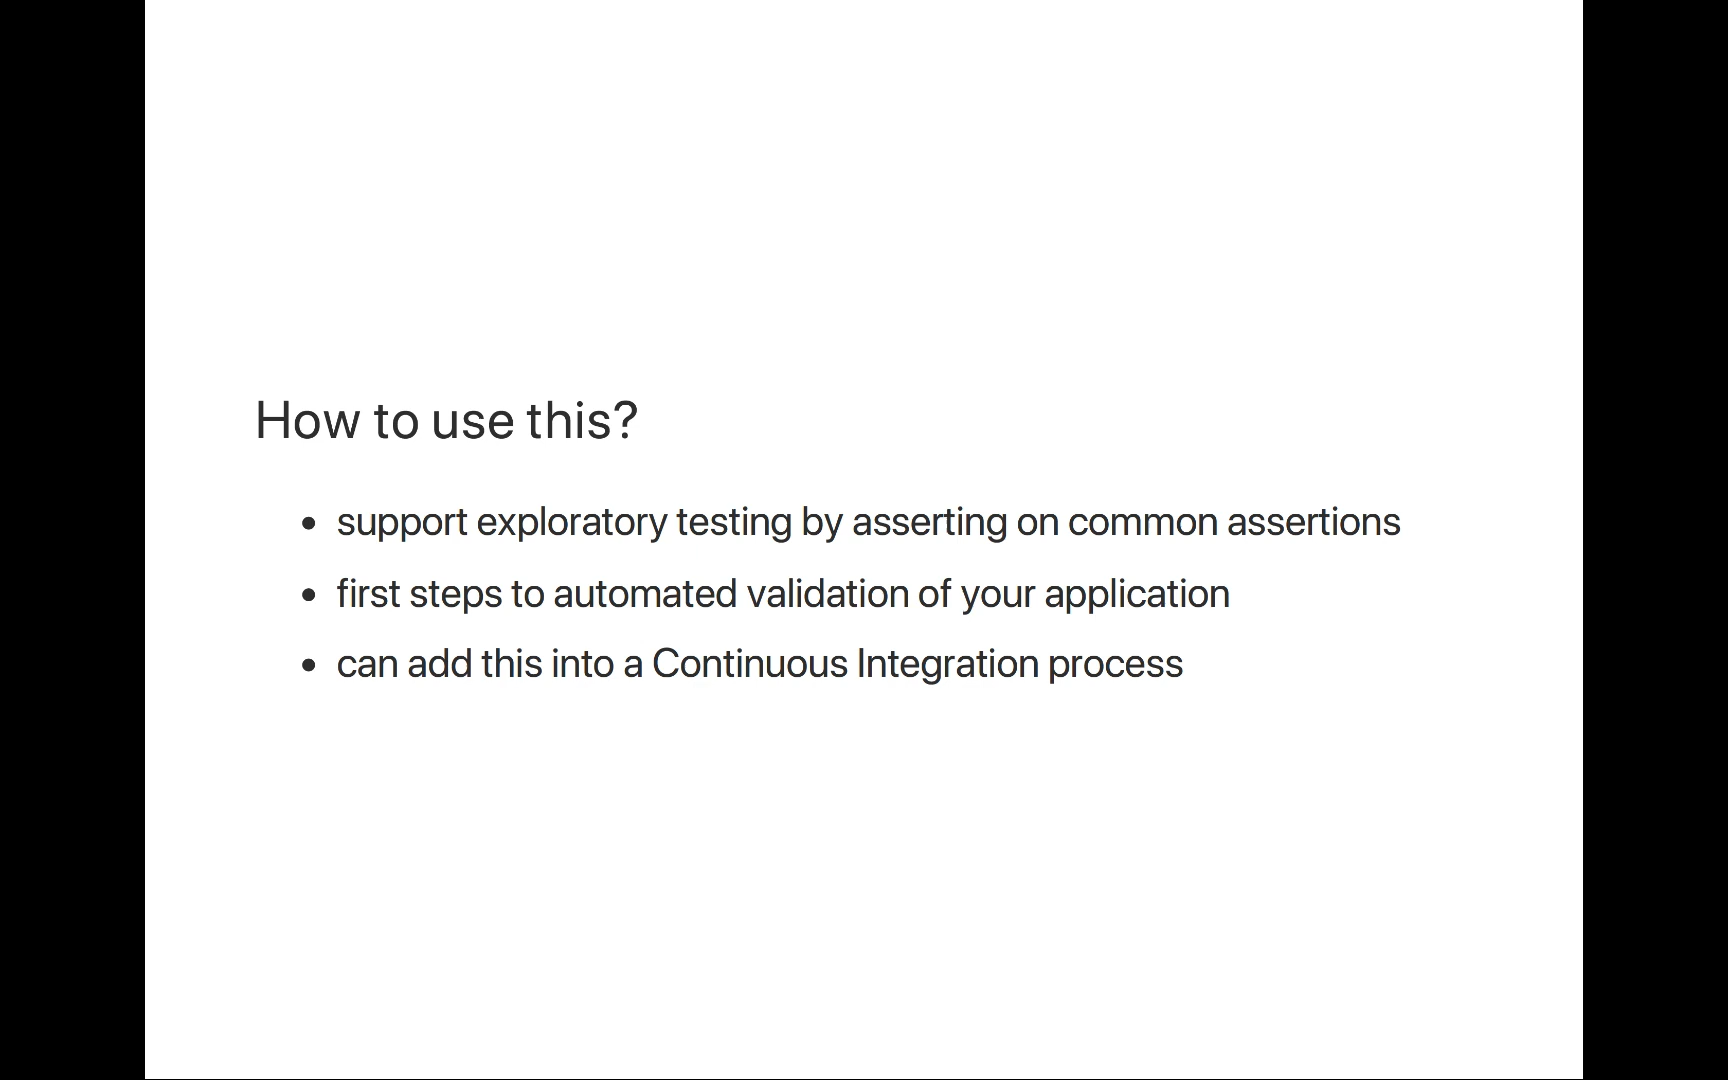 How to use this?
• support exploratory testing by asserting on common assertions
• first steps to automated validation of your application
• can add this into a Continuous Integration process